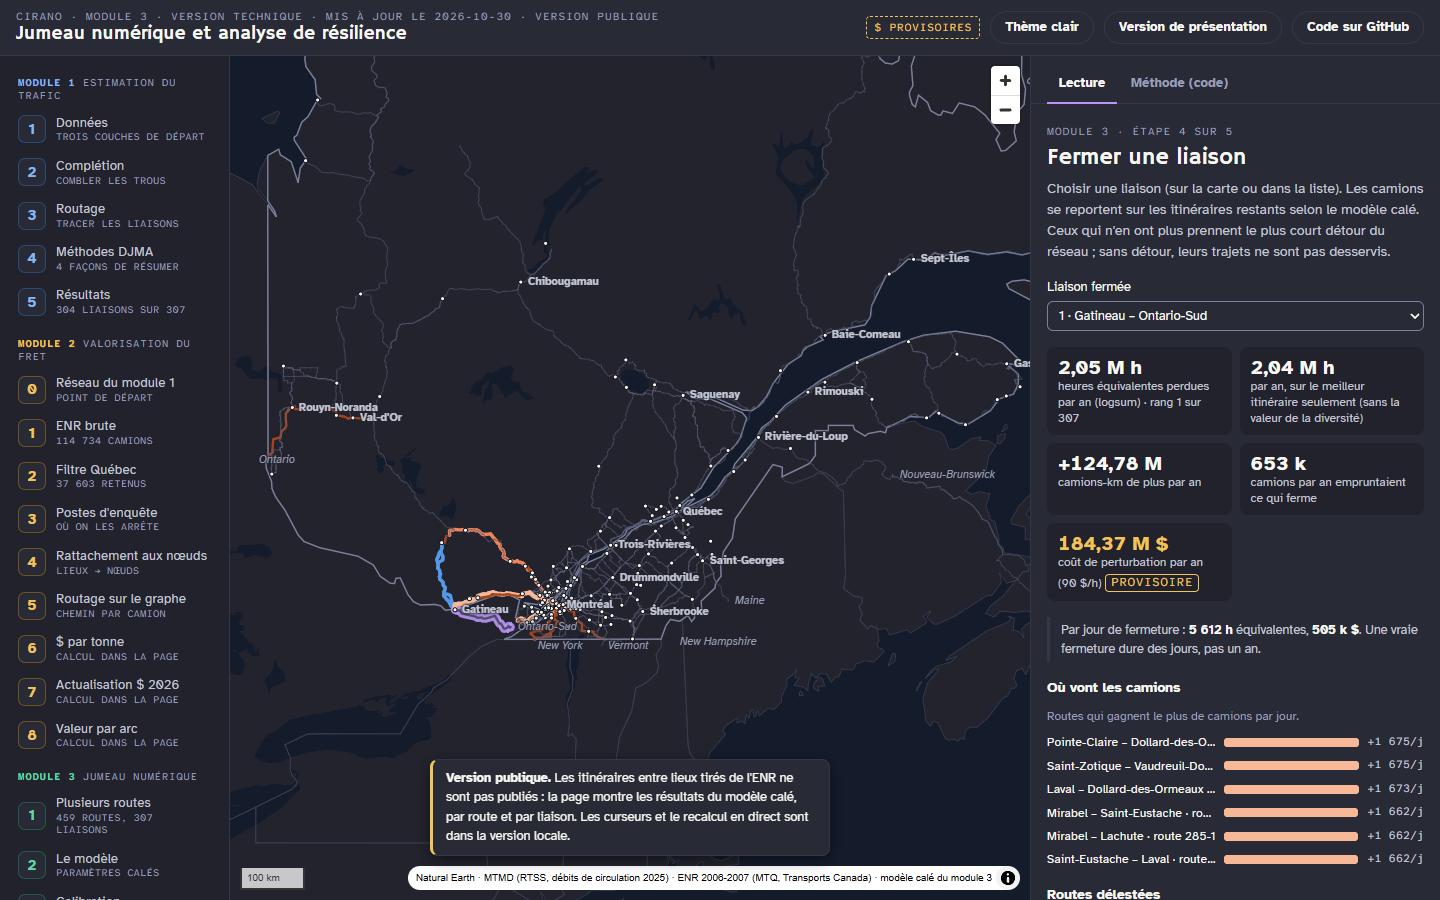 CIRANO · MODULE 3 · VERSION TECHNIQUE · MIS À JOUR LE 2026-10-30 · VERSION PUBLIQUE
Jumeau numérique et analyse de résilience
$ PROVISOIRES
Thème clair
Version de présentation
Code sur GitHub
MODULE 1 ESTIMATION DU
TRAFIC
1
Données
TROIS COUCHES DE DÉPART
2
Complétion
COMBLER LES TROUS
3
Routage
TRACER LES LIAISONS
4
Méthodes DJMA
4 FAÇONS DE RÉSUMER
5
Résultats
304 LIAISONS SUR 307
MODULE 2 VALORISATION DU
FRET
0
Réseau du module 1
POINT DE DÉPART
1
ENR brute
114 734 CAMIONS
2
Filtre Québec
37 603 RETENUS
3
Postes d'enquête
OÙ ON LES ARRÊTE
4
Rattachement aux nœuds
LIEUX → NŒUDS
5
Routage sur le graphe
CHEMIN PAR CAMION
6
$ par tonne
CALCUL DANS LA PAGE
7
Actualisation $ 2026
CALCUL DANS LA PAGE
8
Valeur par arc
CALCUL DANS LA PAGE
MODULE 3 JUMEAU NUMÉRIQUE
1
Plusieurs routes
459 ROUTES, 307
LIAISONS
2
Le modèle
PARAMÈTRES CALÉS
Calibration
+
−
Sept-Îles
Chibougamau
Baie-Comeau
Gas
Saguenay
Rimouski
Rouyn-Noranda
Val-d'Or
Rivière-du-Loup
Ontario
Nouveau-Brunswick
Québec
Trois-Rivières
Saint-Georges
Drummondville
Maine
Gatineau
Montréal
Sherbrooke
Ontario-Sud
New York
Vermont
New Hampshire
Version publique. Les itinéraires entre lieux tirés de l'ENR ne
sont pas publiés : la page montre les résultats du modèle calé,
par route et par liaison. Les curseurs et le recalcul en direct sont
dans la version locale.
100 km
Natural Earth · MTMD (RTSS, débits de circulation 2025) · ENR 2006-2007 (MTQ, Transports Canada) · modèle calé du module 3
Lecture
Méthode (code)
MODULE 3 · ÉTAPE 4 SUR 5
Fermer une liaison
Choisir une liaison (sur la carte ou dans la liste). Les camions
se reportent sur les itinéraires restants selon le modèle calé.
Ceux qui n'en ont plus prennent le plus court détour du
réseau ; sans détour, leurs trajets ne sont pas desservis.
Liaison fermée
1 · Gatineau – Ontario-Sud
2,05 M h
heures équivalentes perdues
par an (logsum) · rang 1 sur
307
2,04 M h
par an, sur le meilleur
itinéraire seulement (sans la
valeur de la diversité)
+124,78 M
camions-km de plus par an
653 k
camions par an empruntaient
ce qui ferme
184,37 M $
coût de perturbation par an
(90 $/h) PROVISOIRE
Par jour de fermeture : 5 612 h équivalentes, 505 k $. Une vraie
fermeture dure des jours, pas un an.
Où vont les camions
Routes qui gagnent le plus de camions par jour.
Pointe-Claire – Dollard-des-O... +1 675/j
Saint-Zotique – Vaudreuil-Do... +1 675/j
Laval – Dollard-des-Ormeaux ... +1 673/j
Mirabel – Saint-Eustache · ro... +1 662/j
Mirabel – Lachute · route 285-1 +1 662/j
Saint-Eustache – Laval · route... +1 662/j
Routes délestées